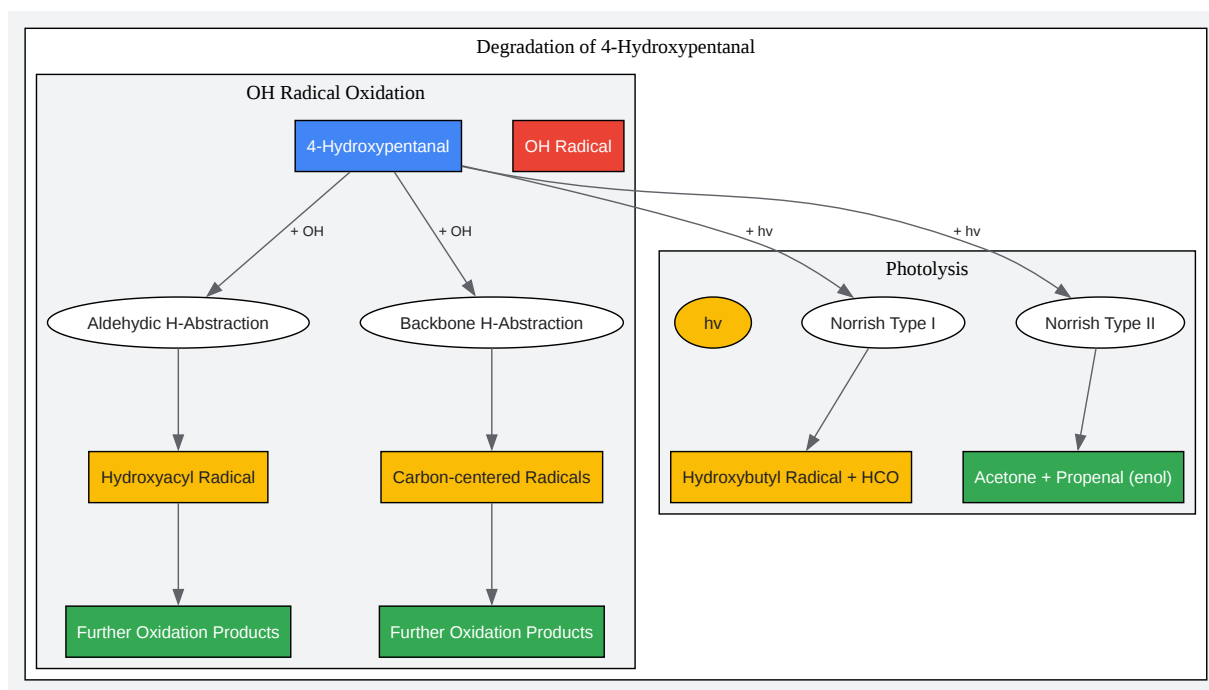 Degradation of 4-Hydroxypentanal
OH Radical Oxidation
4-Hydroxypentanal
OH Radical
+ OH
+ OH
+ hv
+ hv
Photolysis
Aldehydic H-Abstraction
Backbone H-Abstraction
hv
Norrish Type I
Norrish Type II
Hydroxyacyl Radical
Carbon-centered Radicals
Hydroxybutyl Radical + HCO
Acetone + Propenal (enol)
Further Oxidation Products
Further Oxidation Products